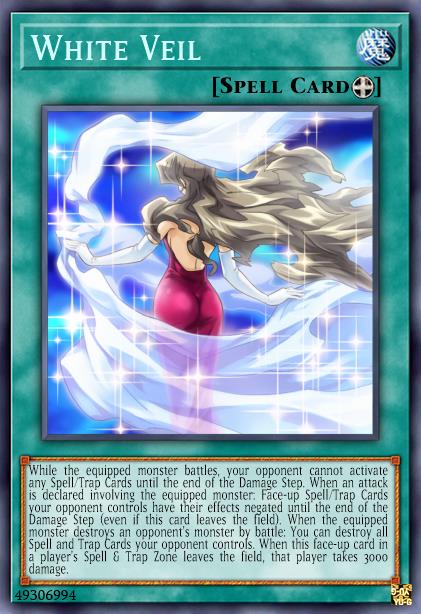 White Veil
[Spell Card]
While the equipped monster battles, your opponent cannot activate
any Spell/Trap Cards until the end of the Damage Step. When an attack
is declared involving the equipped monster: Face-up Spell/Trap Cards
your opponent controls have their effects negated until the end of the
Damage Step (even if this card leaves the field). When the equipped
monster destroys an opponent's monster by battle: You can destroy all
Spell and Trap Cards your opponent controls. When this face-up card in
a player's Spell & Trap Zone leaves the field, that player takes 3000
damage.
49306994